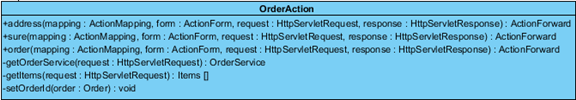 OrderAction
+address(mapping : ActionMapping, form : ActionForm, request : HttpServletRequest, response : HttpServletResponse) : ActionForward
+sure(mapping : ActionMapping, form : ActionForm, request : HttpServletRequest, response : HttpServletResponse) : ActionForward
+order(mapping : ActionMapping, form : ActionForm, request : HttpServletRequest, response : HttpServletResponse) : ActionForward
-getOrderService(request : HttpServletRequest) : OrderService
-getItems(request : HttpServletRequest) : Items []
-setOrderId(order : Order) : void